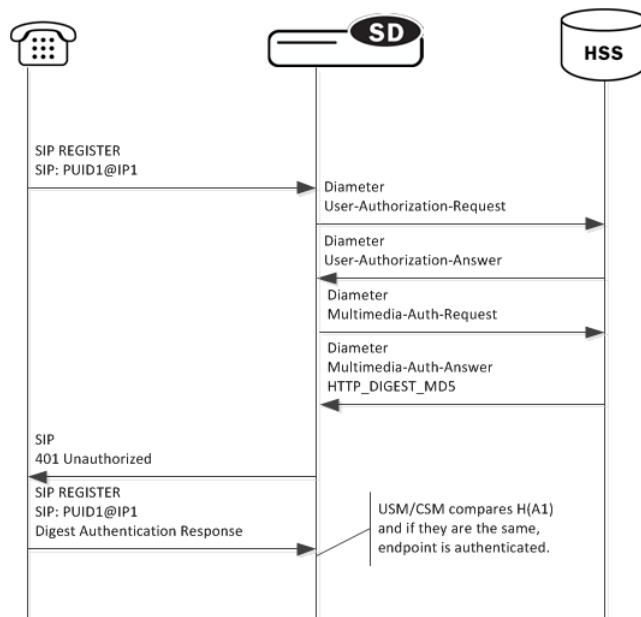 SD
HSS
SIP REGISTER
SIP: PUID1@IP1
Diameter
User-Authorization-Request
Diameter
User-Authorization-Answer
Diameter
Multimedia-Auth-Request
Diameter
Multimedia-Auth-Answer
HTTP_DIGEST_MD5
SIP
401 Unauthorized
SIP REGISTER
SIP: PUID1@IP1
Digest Authentication Response
USM/CSM compares H(A1)
and if they are the same,
endpoint is authenticated.